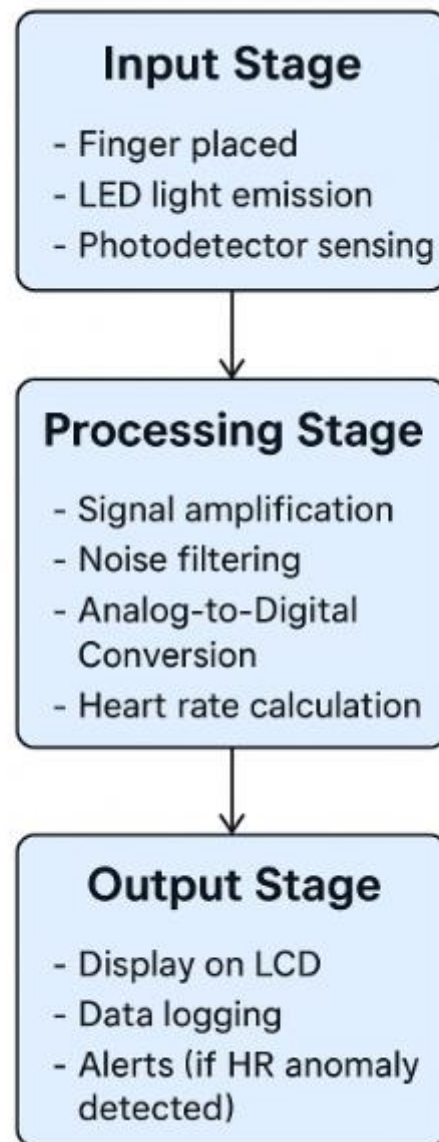 Input Stage
- Finger placed
- LED light emission
- Photodetector sensing
Processing Stage
- Signal amplification
- Noise filtering
- Analog-to-Digital
Conversion
- Heart rate calculation
Output Stage
- Display on LCD
- Data logging
- Alerts (if HR anomaly
detected)